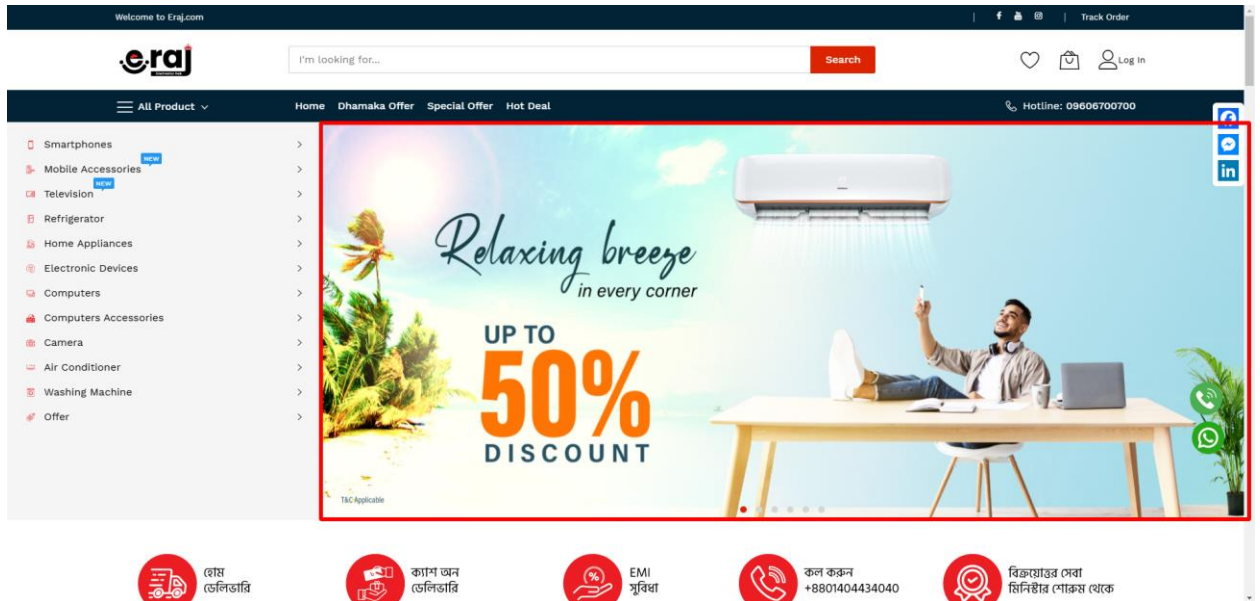 Welcome to Eraj.com
Track Order
e.raj
I'm looking for...
Search
Log In
All Product
Home
Dhamaka Offer
Special Offer
Hot Deal
Hotline: 09606700700
Smartphones
NEW
Mobile Accessories
NEW
Television
Refrigerator
Home Appliances
Electronic Devices
Computers
Computers Accessories
Camera
Air Conditioner
Washing Machine
Offer
Relaxing breeze
in every corner
UP TO
50%
DISCOUNT
T&C Applicable
হোম
ডেলিভারি
ক্যাশ অন
ডেলিভারি
EMI
সুবিধা
কল করুন
+8801404434040
বিক্রয়োত্তর সেবা
মিনিস্টার শোরুম থেকে